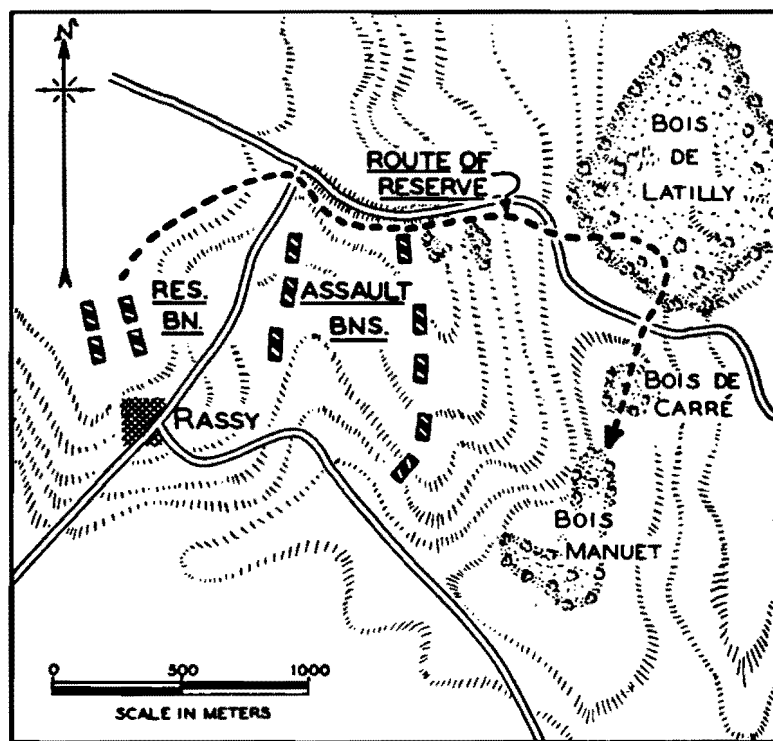 N
BOIS
DE
LATILLY
ROUTE OF
RESERVE
RES.
BN.
ASSAULT
BNS.
RASSY
BOIS DE
CARRÉ
BOIS
MANUET
0 500 1000
SCALE IN METERS